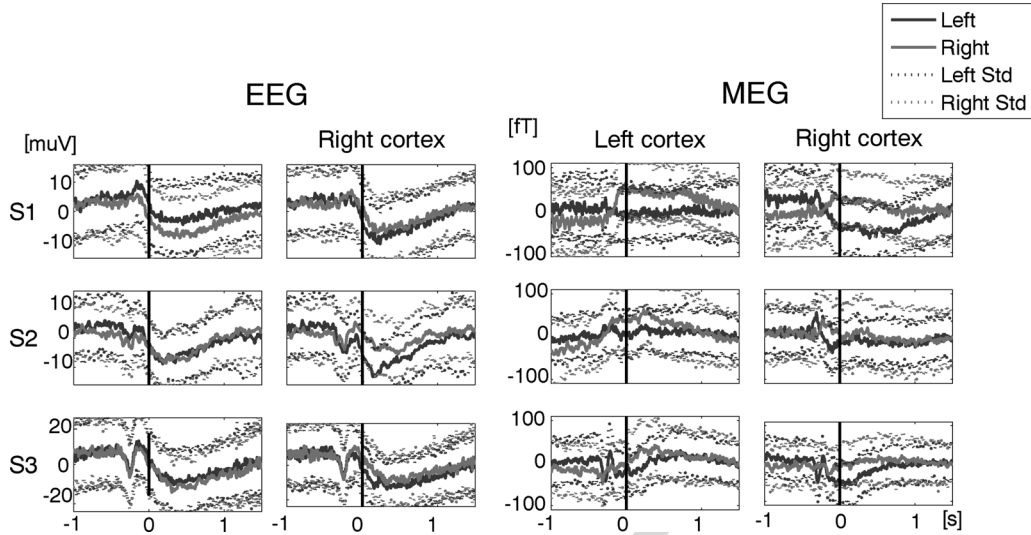 Left
Right
Left Std
Right Std
EEG
MEG
[muV]
Right cortex
[fT]
Left cortex
Right cortex
S1
10
0
-10
100
0
-100
S2
10
0
-10
100
0
-100
S3
20
0
-20
100
0
-100
-1 0 1
0 1
-1 0 1
-1 0 1 [s]